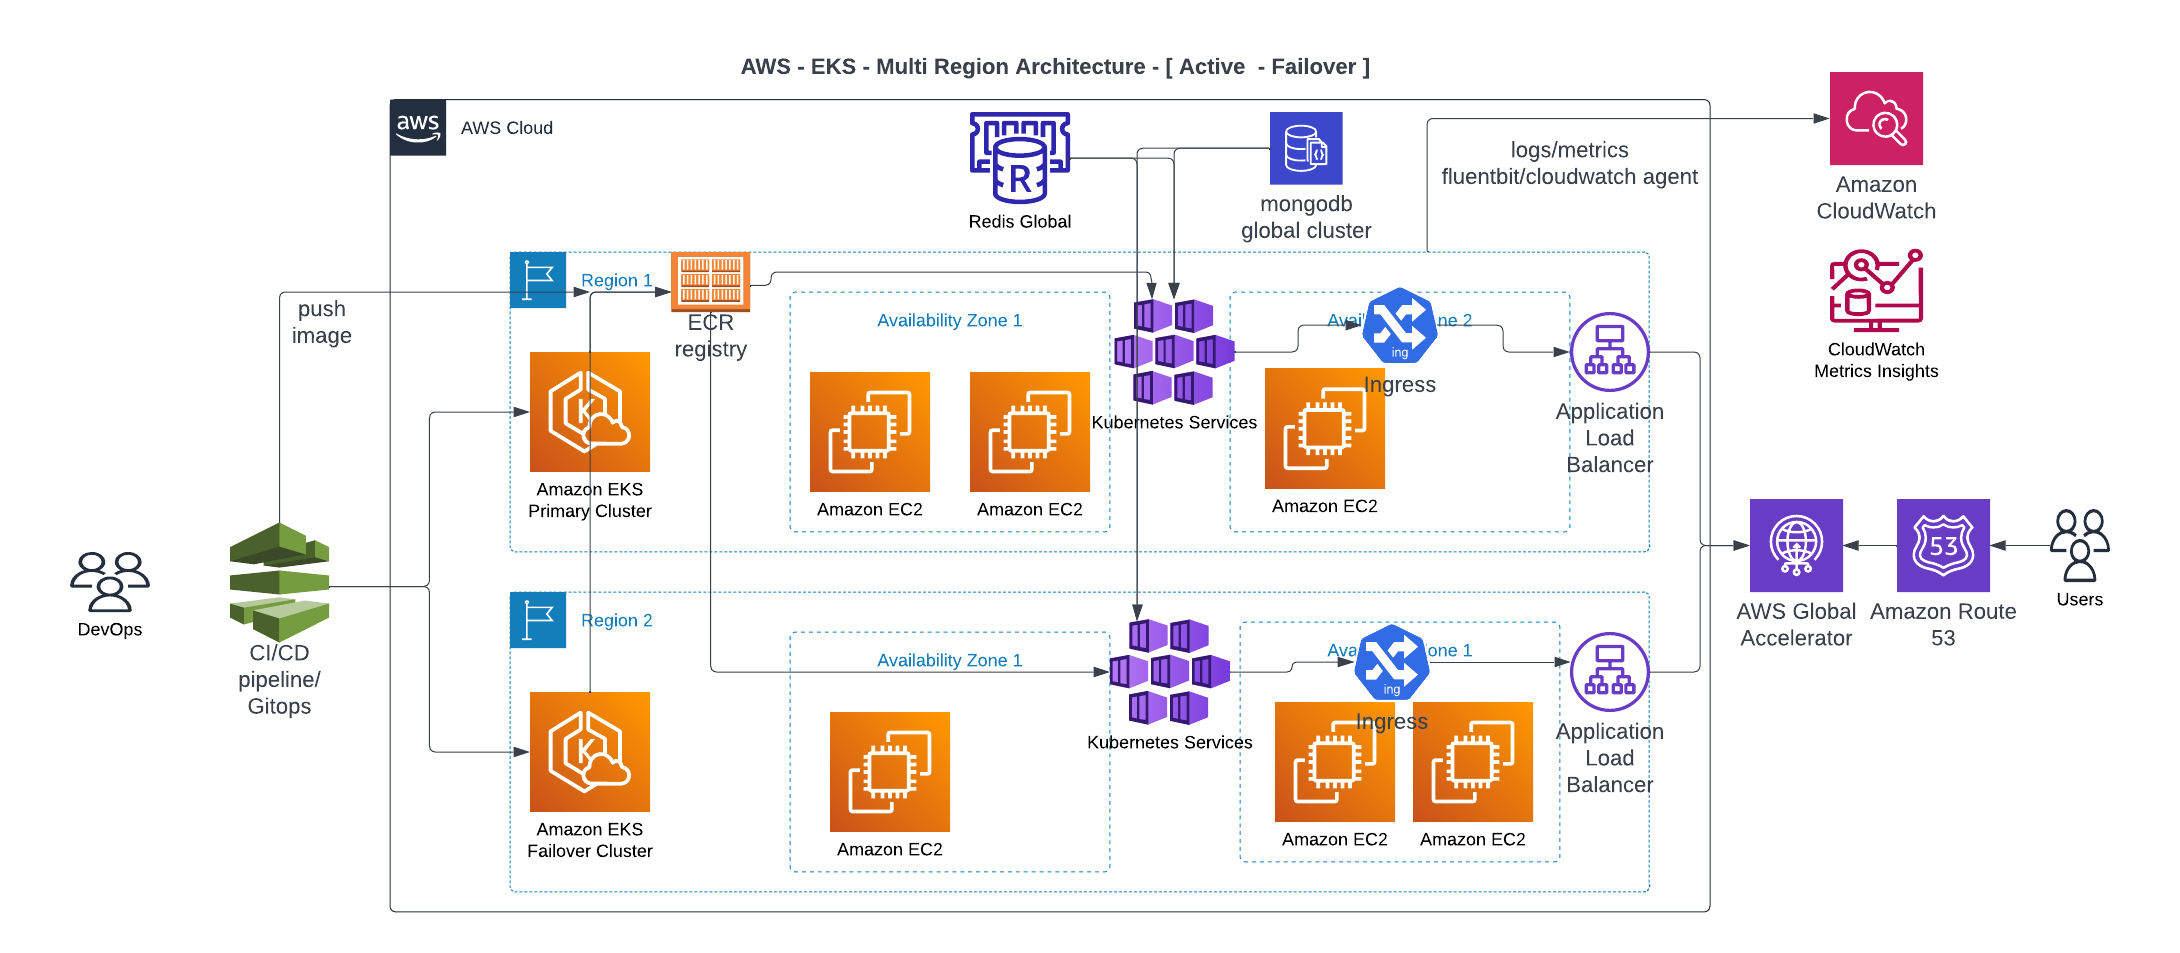 AWS - EKS - Multi Region Architecture - [ Active  - Failover ]
aws
AWS Cloud
R
Redis Global
mongodb
global cluster
logs/metrics
fluentbit/cloudwatch agent
Amazon
CloudWatch
CloudWatch
Metrics Insights
push
image
Region 1
ECR
registry
Availability Zone 1
Kubernetes Services
Avai
ne 2
ing
Ingress
Application
Load
Balancer
K
Amazon EKS
Primary Cluster
Amazon EC2
Amazon EC2
Amazon EC2
DevOps
CI/CD
pipeline/
Gitops
AWS Global
Accelerator
53
Amazon Route
53
Users
Region 2
Availability Zone 1
Kubernetes Services
Ava
one 1
ing
Ingress
Application
Load
Balancer
K
Amazon EKS
Failover Cluster
Amazon EC2
Amazon EC2
Amazon EC2